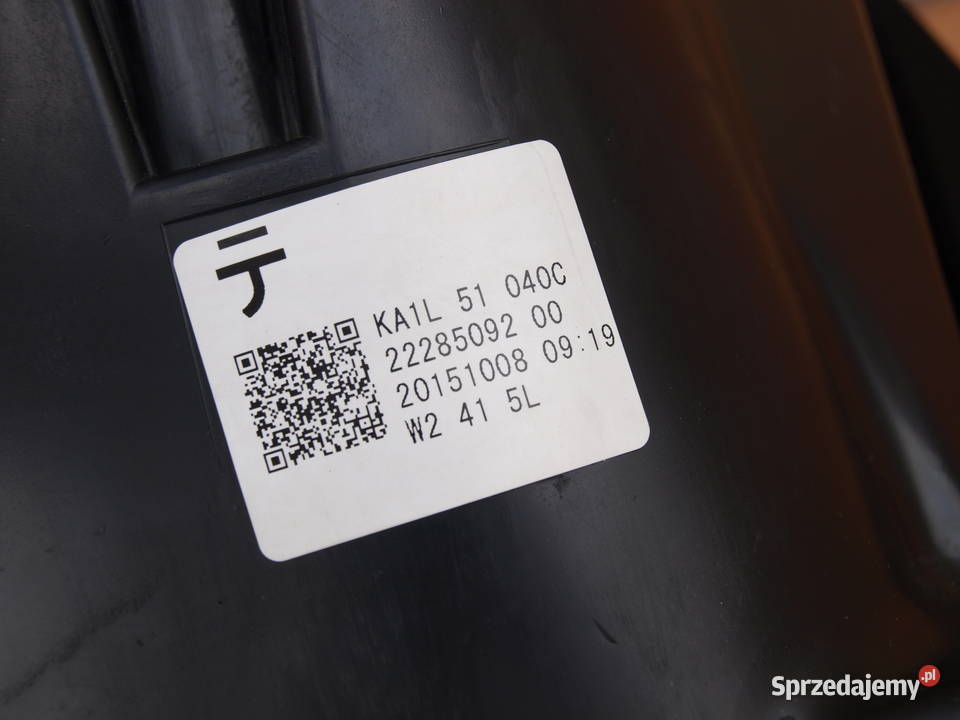 テ
KA1L 51 040C
22285092 00
20151008 09:19
W2 41 5L
Sprzedajemy.pl